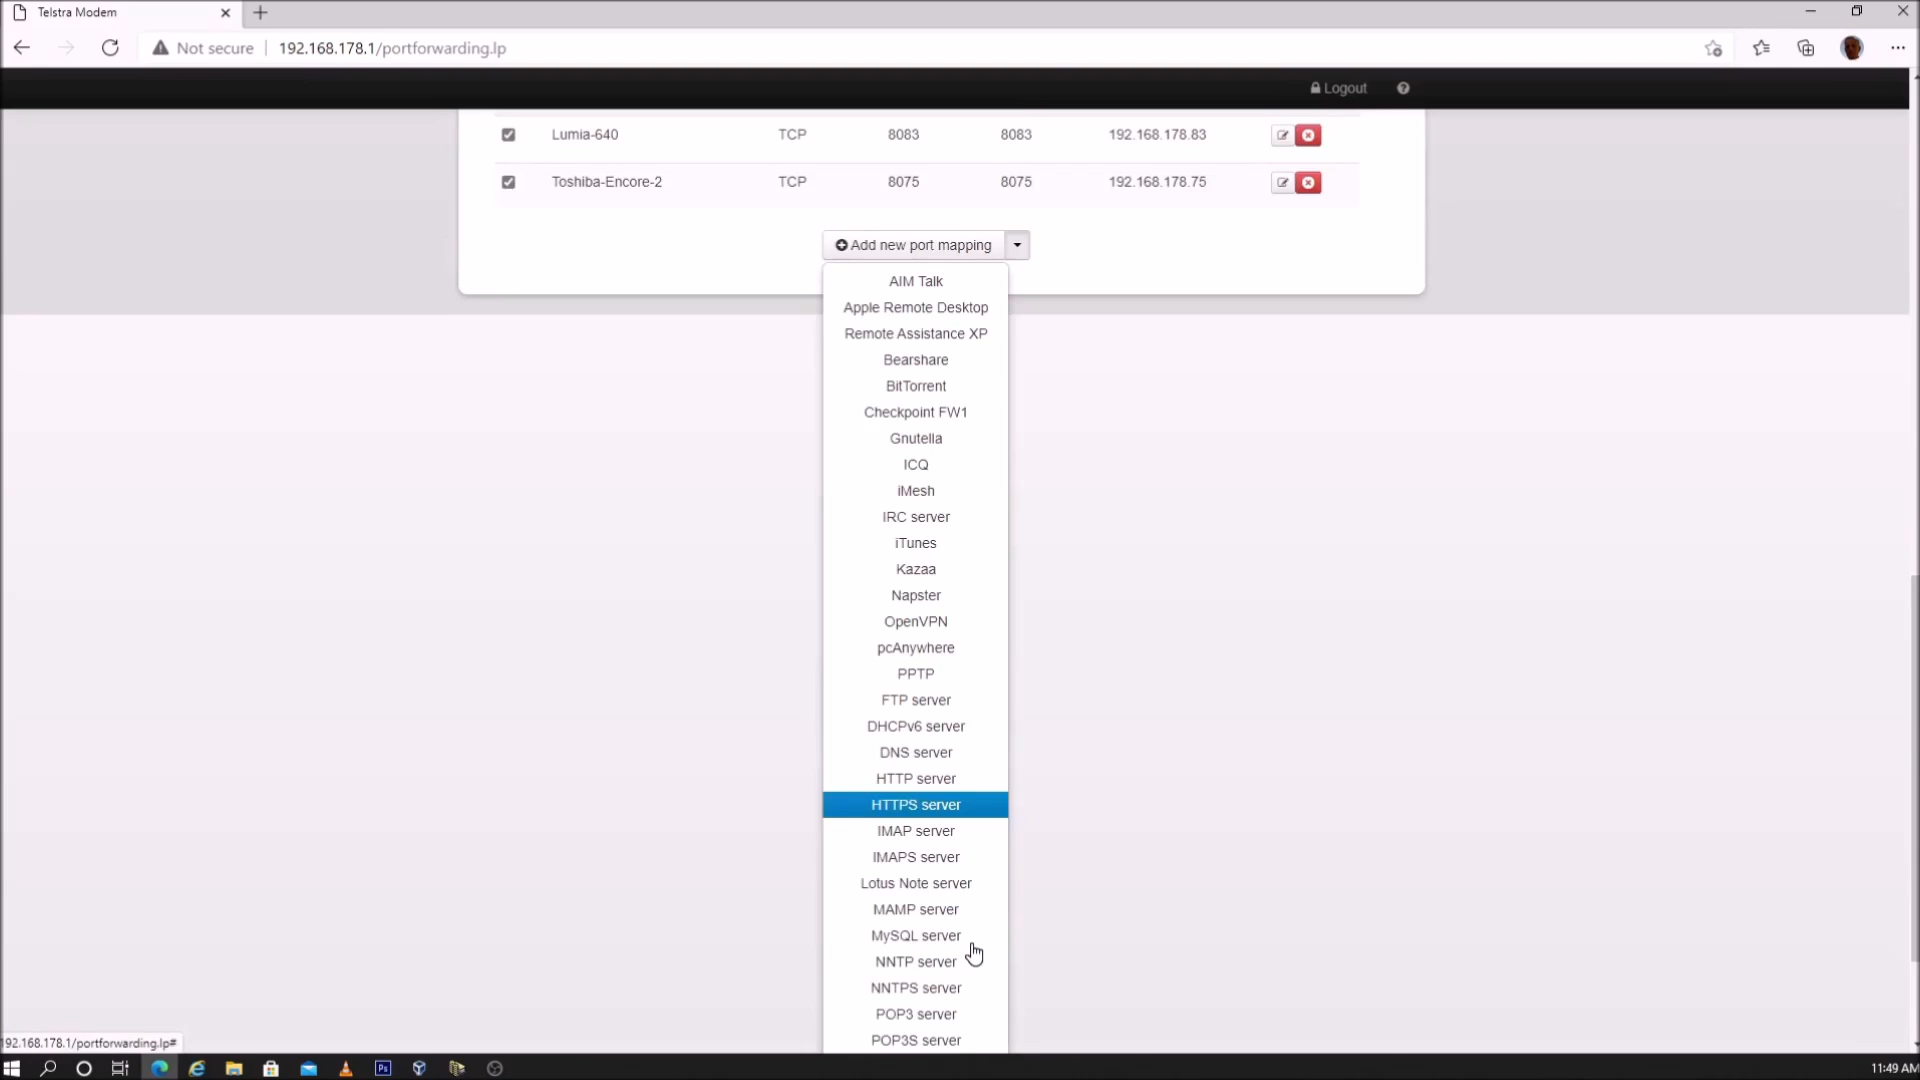 Telstra Modem
Not secure 192.168.178.1/portforwarding.lp
Logout
Lumia-640 TCP 8083 8083 192.168.178.83
Toshiba-Encore-2 TCP 8075 8075 192.168.178.75
Add new port mapping
AIM Talk
Apple Remote Desktop
Remote Assistance XP
Bearshare
BitTorrent
Checkpoint FW1
Gnutella
ICQ
iMesh
IRC server
iTunes
Kazaa
Napster
OpenVPN
pcAnywhere
PPTP
FTP server
DHCPv6 server
DNS server
HTTP server
HTTPS server
IMAP server
IMAPS server
Lotus Note server
MAMP server
MySQL server
NNTP server
NNTPS server
POP3 server
POP3S server
192.168.178.1/portforwarding.lp#
Ps
11:49 AM